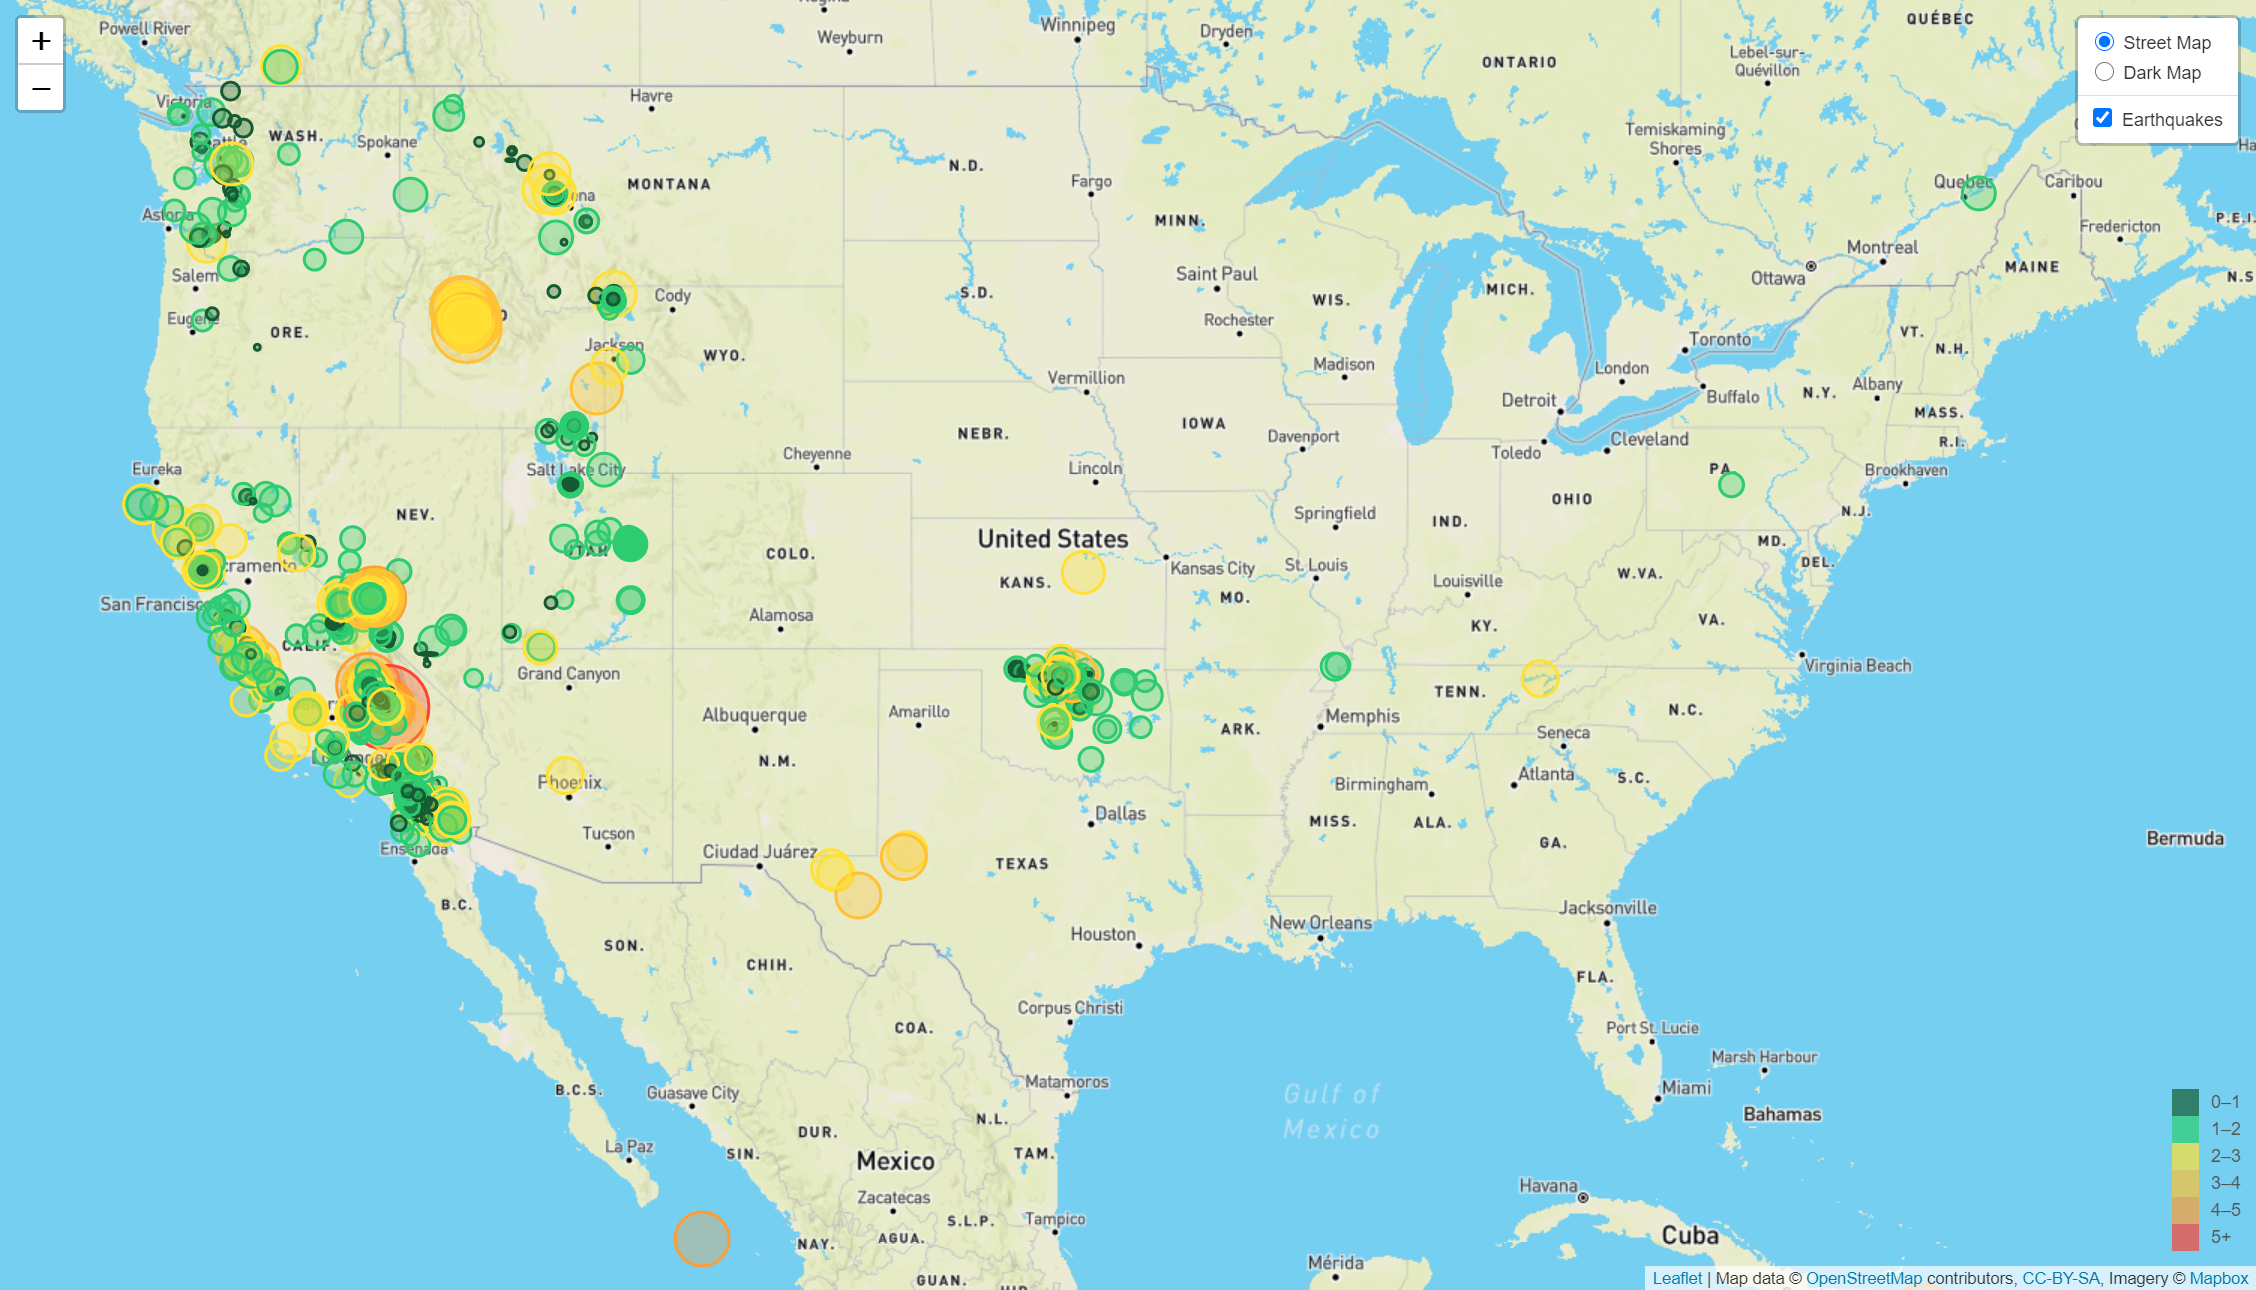 +
−
Powell River
Weyburn
Winnipeg
Dryden
ONTARIO
Lebel-sur-
Quévillon
QUÉBEC
Street Map
Dark Map
Earthquakes
Victoria
WASH.
Spokane
Havre
MONTANA
N.D.
Fargo
MINN.
Temiskaming
Shores
Quebec
Caribou
Fredericton
P.E.I.
Astoria
Salem
Eugene
ORE.
Cody
S.D.
Saint Paul
Rochester
WIS.
MICH.
Ottawa
Montreal
MAINE
N.S
Jackson
WYO.
Vermillion
Madison
London
Toronto
VT.
N.H.
Detroit
Buffalo
N.Y.
Albany
MASS.
R.I.
NEBR.
IOWA
Davenport
Toledo
Cleveland
PA.
Brookhaven
Eureka
Salt Lake City
Cheyenne
Lincoln
NEV.
UTAH
COLO.
United States
Springfield
IND.
OHIO
N.J.
MD.
DEL.
KANS.
Kansas City
St. Louis
MO.
Louisville
W.VA.
San Francisco
Alamosa
KY.
VA.
CALIF.
Grand Canyon
TENN.
Virginia Beach
Albuquerque
Amarillo
ARK.
Memphis
N.C.
Seneca
N.M.
Phoenix
Birmingham
Atlanta
S.C.
Dallas
MISS.
ALA.
GA.
Tucson
Bermuda
Ensenada
Ciudad Juárez
TEXAS
B.C.
SON.
CHIH.
Houston
New Orleans
Jacksonville
FLA.
COA.
Corpus Christi
Port St. Lucie
Marsh Harbour
B.C.S.
Guasave City
Matamoros
Gulf of
Mexico
Miami
Bahamas
DUR.
N.L.
La Paz
SIN.
Mexico
TAM.
Zacatecas
Havana
S.L.P.
Tampico
NAY.
AGUA.
Cuba
Mérida
GUAN.
0–1
1–2
2–3
3–4
4–5
5+
Leaflet | Map data © OpenStreetMap contributors, CC-BY-SA, Imagery © Mapbox